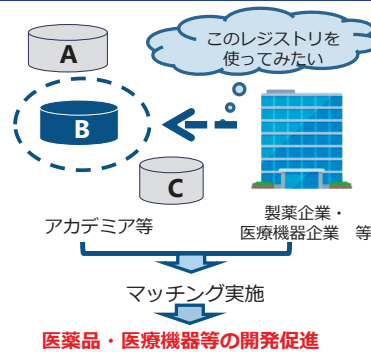 A
このレジストリを
使ってみたい
B
C
アカデミア等
製薬企業・
医療機器企業 等
マッチング実施
医薬品・医療機器等の開発促進